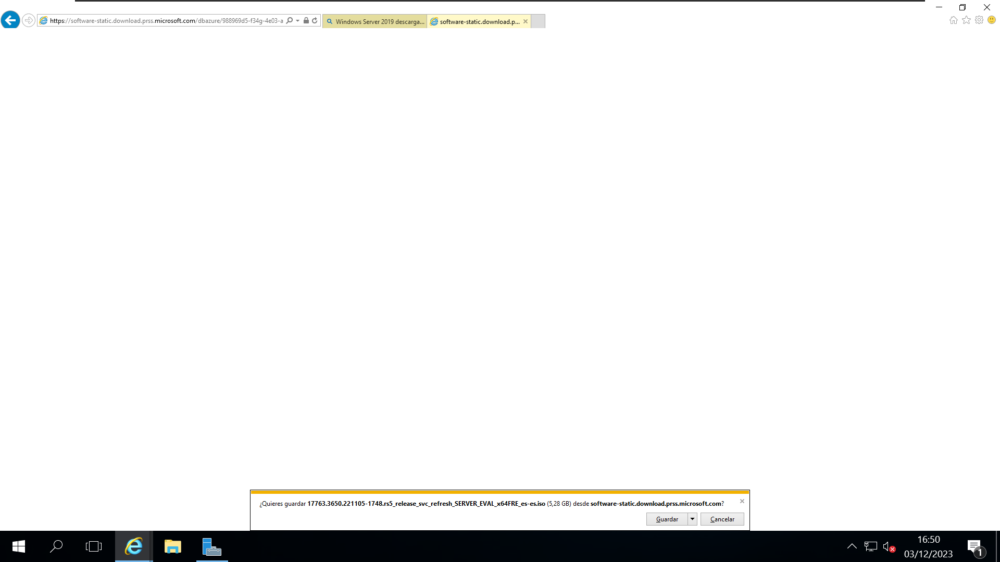 https://software-static.download.prss.microsoft.com/dbazure/988969d5-f34g-4e03-a
Windows Server 2019 descarga...
software-static.download.p...
¿Quieres guardar 17763.3650.221105-1748.rs5_release_svc_refresh_SERVER_EVAL_x64FRE_es-es.iso (5,28 GB) desde software-static.download.prss.microsoft.com?
Guardar
Cancelar
16:50
03/12/2023
1